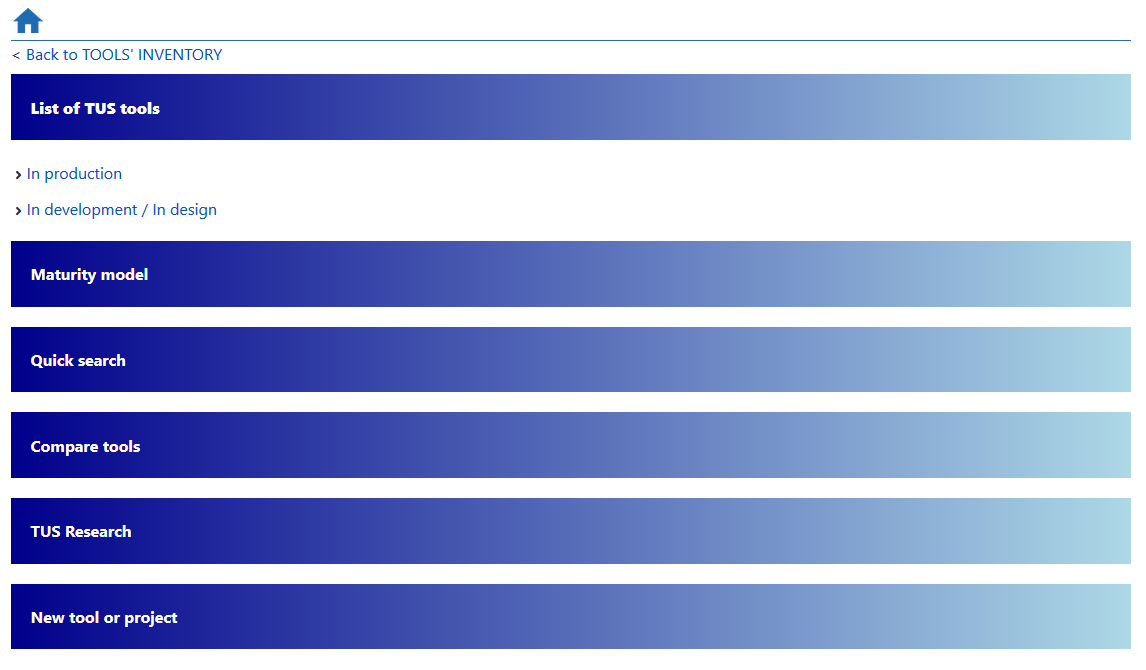 < Back to TOOLS' INVENTORY
List of TUS tools
› In production
› In development / In design
Maturity model
Quick search
Compare tools
TUS Research
New tool or project